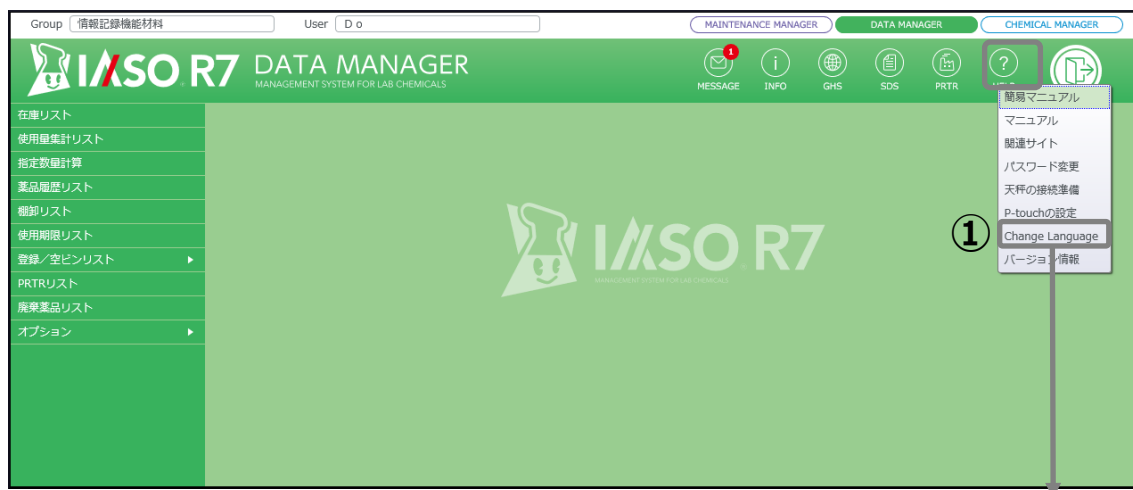 Group 情報記録機能材料 User D o MAINTENANCE MANAGER DATA MANAGER CHEMICAL MANAGER
IASO R7 DATA MANAGER
MANAGEMENT SYSTEM FOR LAB CHEMICALS
1
MESSAGE INFO GHS SDS PRTR
簡易マニュアル
マニュアル
関連サイト
パスワード変更
天秤の接続準備
P-touchの設定
① Change Language
バージョン情報
在庫リスト
使用量集計リスト
指定数量計算
薬品履歴リスト
棚卸リスト
使用期限リスト
登録/空ビンリスト
PRTRリスト
廃棄薬品リスト
オプション
IASO R7
MANAGEMENT SYSTEM FOR LAB CHEMICALS